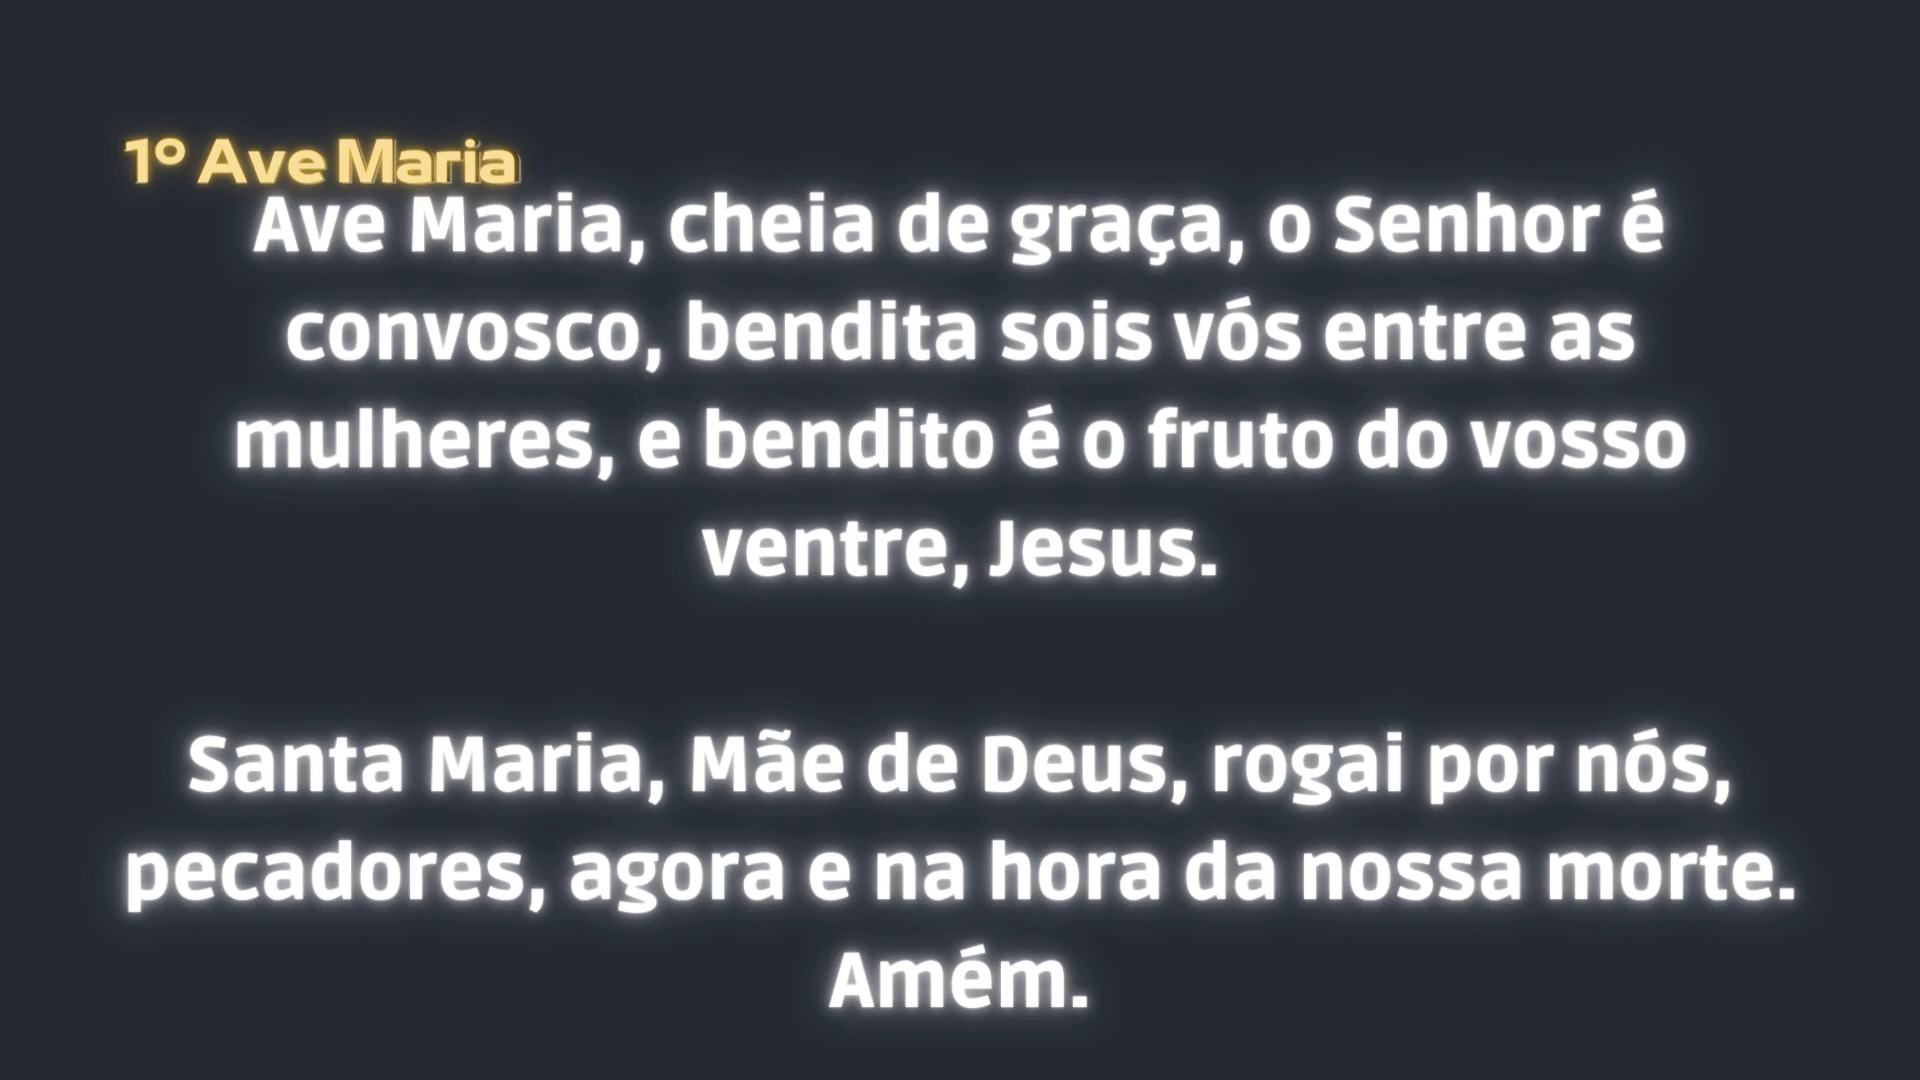 1º Ave Maria
Ave Maria, cheia de graça, o Senhor é
convosco, bendita sois vós entre as
mulheres, e bendito é o fruto do vosso
ventre, Jesus.
Santa Maria, Mãe de Deus, rogai por nós,
pecadores, agora e na hora da nossa morte.
Amém.